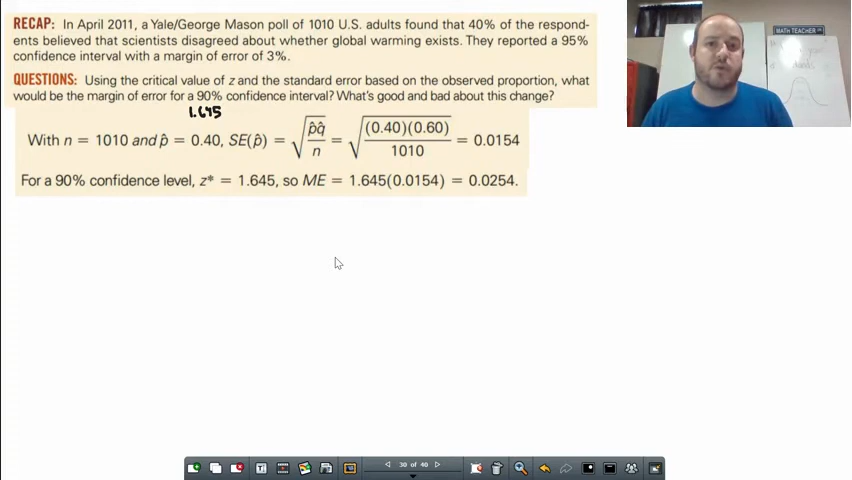 RECAP: In April 2011, a Yale/George Mason poll of 1010 U.S. adults found that 40% of the respond-
ents believed that scientists disagreed about whether global warming exists. They reported a 95%
confidence interval with a margin of error of 3%.
QUESTIONS: Using the critical value of z and the standard error based on the observed proportion, what
would be the margin of error for a 90% confidence interval? What's good and bad about this change?
1.645
With n = 1010 and p̂ = 0.40, SE(p̂) = √(p̂q̂/n) = √((0.40)(0.60)/1010) = 0.0154
For a 90% confidence level, z* = 1.645, so ME = 1.645(0.0154) = 0.0254.
MATH TEACHER
30 of 40